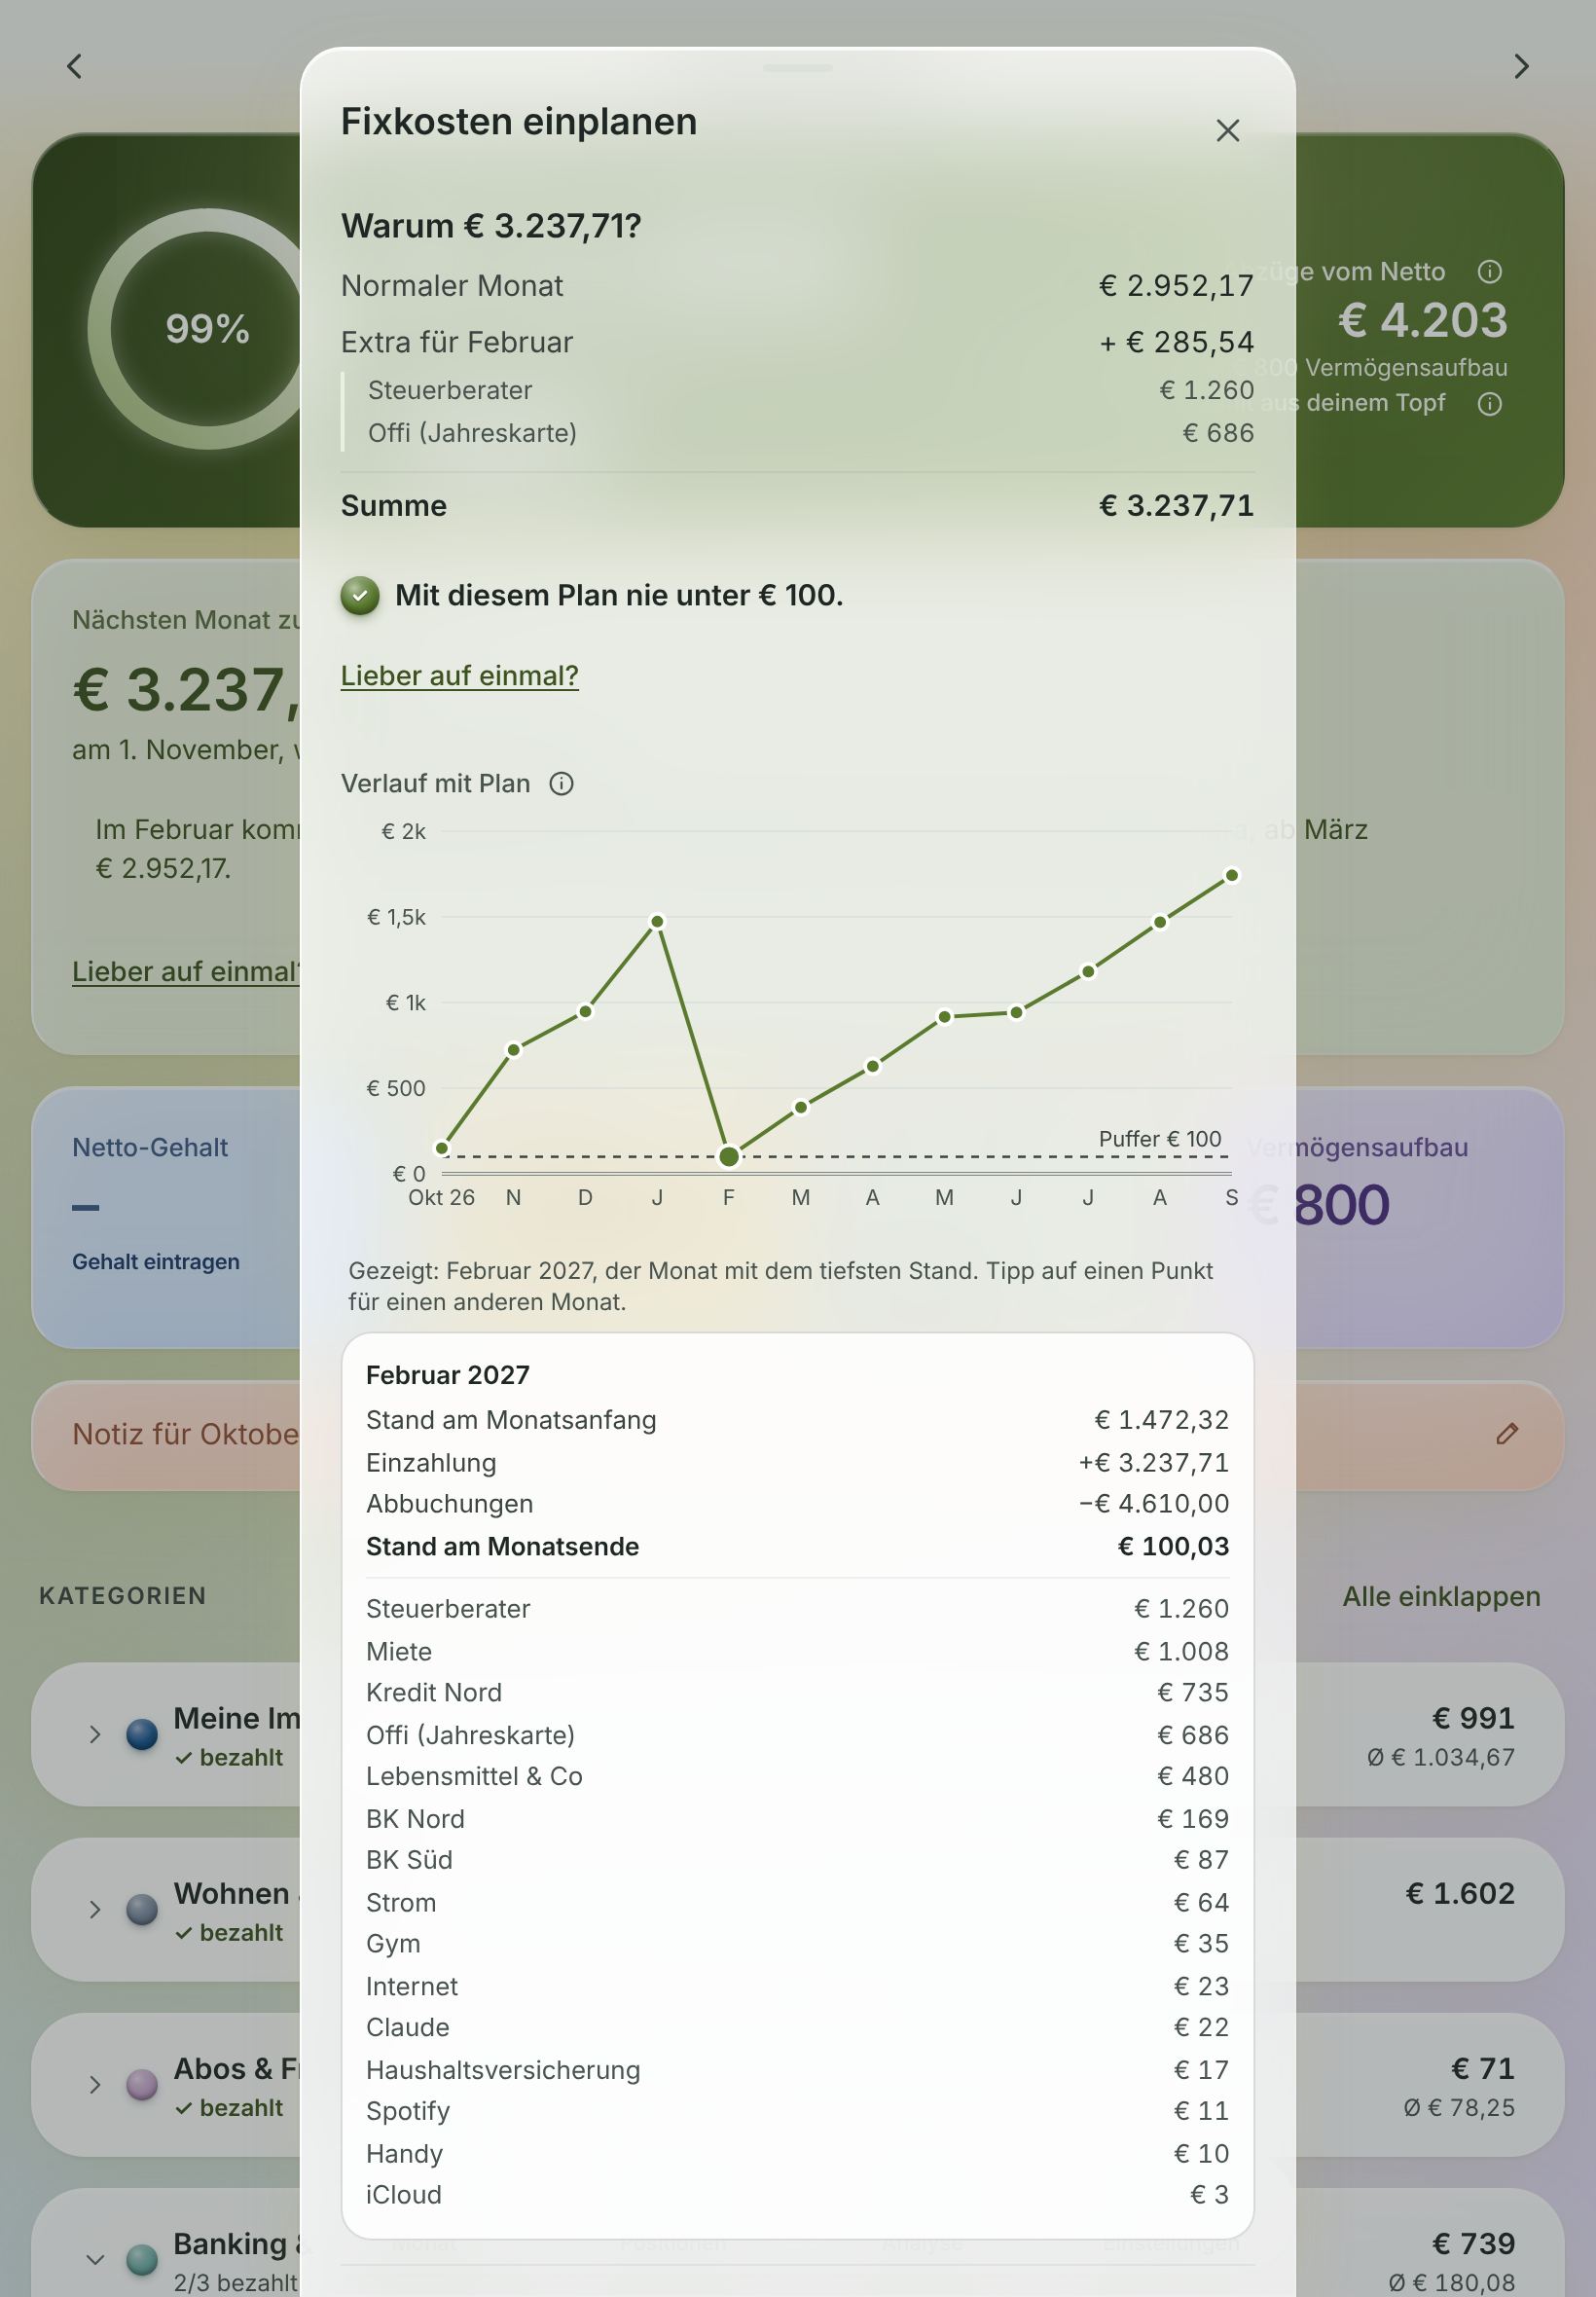 Fixkosten einplanen
Warum € 3.237,71?
Normaler Monat € 2.952,17
Extra für Februar + € 285,54
Steuerberater € 1.260
Offi (Jahreskarte) € 686
Summe € 3.237,71
Mit diesem Plan nie unter € 100.
Lieber auf einmal?
Verlauf mit Plan
€ 2k
€ 1,5k
€ 1k
€ 500
Puffer € 100
€ 0
Okt 26 N D J F M A M J J A S
Gezeigt: Februar 2027, der Monat mit dem tiefsten Stand. Tipp auf einen Punkt
für einen anderen Monat.
Februar 2027
Stand am Monatsanfang € 1.472,32
Einzahlung +€ 3.237,71
Abbuchungen −€ 4.610,00
Stand am Monatsende € 100,03
Steuerberater € 1.260
Miete € 1.008
Kredit Nord € 735
Offi (Jahreskarte) € 686
Lebensmittel & Co € 480
BK Nord € 169
BK Süd € 87
Strom € 64
Gym € 35
Internet € 23
Claude € 22
Haushaltsversicherung € 17
Spotify € 11
Handy € 10
iCloud € 3
99%
vom Netto
€ 4.203
800 Vermögensaufbau
aus deinem Topf
Nächsten Monat
€ 3.237,
am 1. November,
Im Februar
ab März
€ 2.952,17.
Lieber auf einmal?
Netto-Gehalt
–
Gehalt eintragen
Vermögensaufbau
€ 800
Notiz für
KATEGORIEN Alle einklappen
Meine € 991
✓ bezahlt Ø € 1.034,67
Wohnen € 1.602
✓ bezahlt
Abos & € 71
✓ bezahlt Ø € 78,25
Banking & € 739
2/3 bezahlt Ø € 180,08
Monat Positionen Analyse Einstellungen